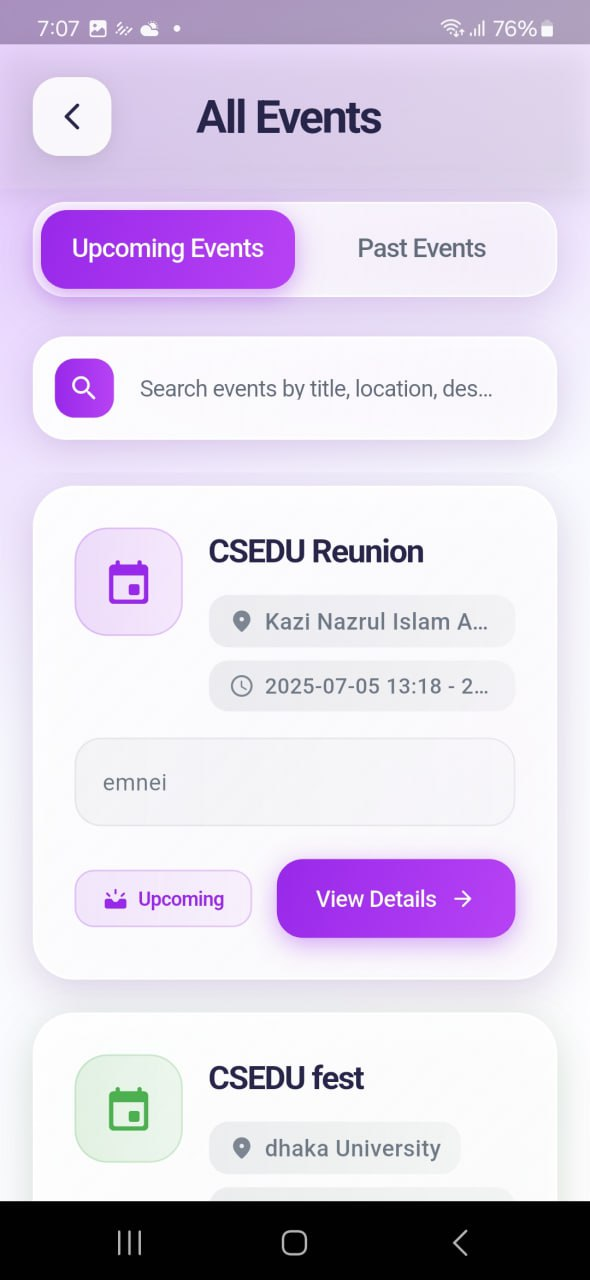 7:07 76%
All Events
Upcoming Events Past Events
Search events by title, location, des...
CSEDU Reunion
Kazi Nazrul Islam A...
2025-07-05 13:18 - 2...
emnei
Upcoming View Details
CSEDU fest
dhaka University